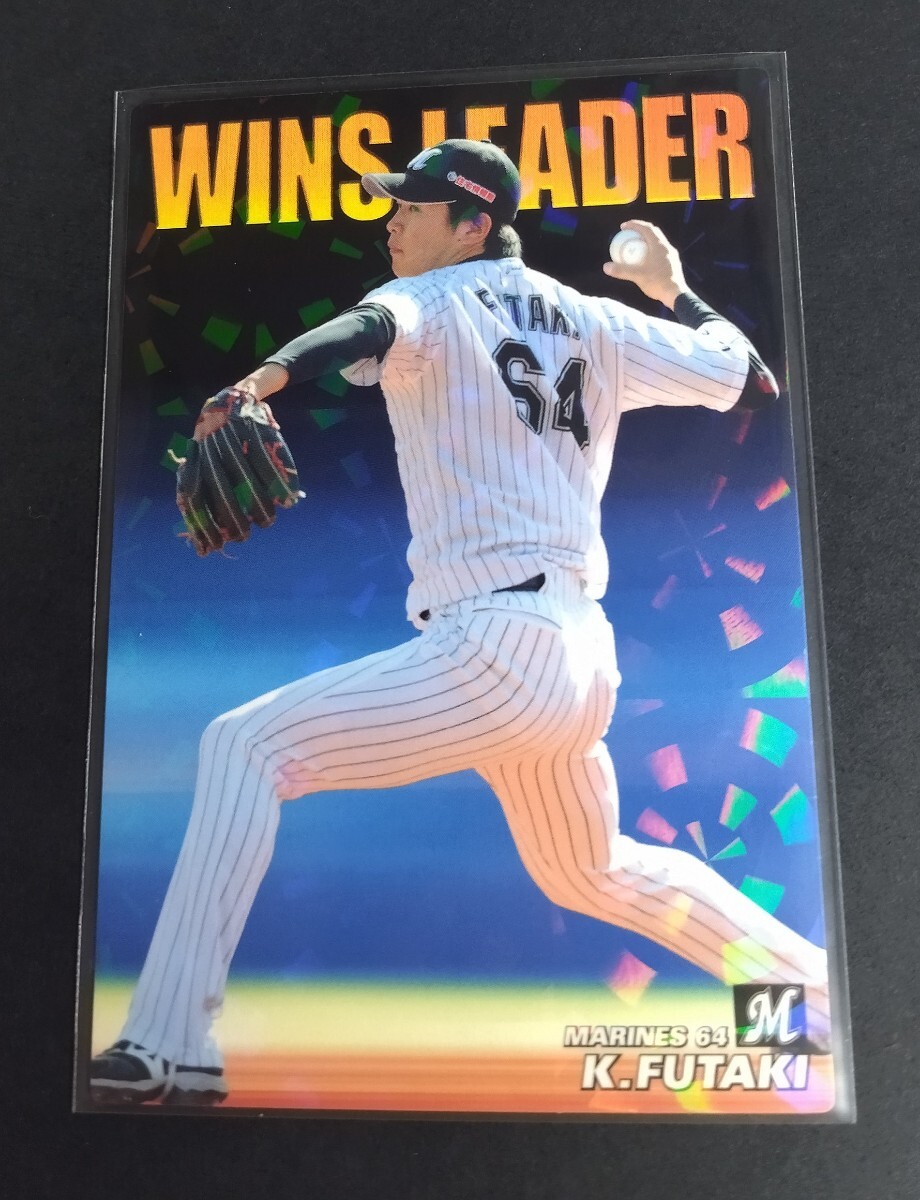 WINS LEADER
M
FUTAKI
64
M
MARINES 64
K.FUTAKI